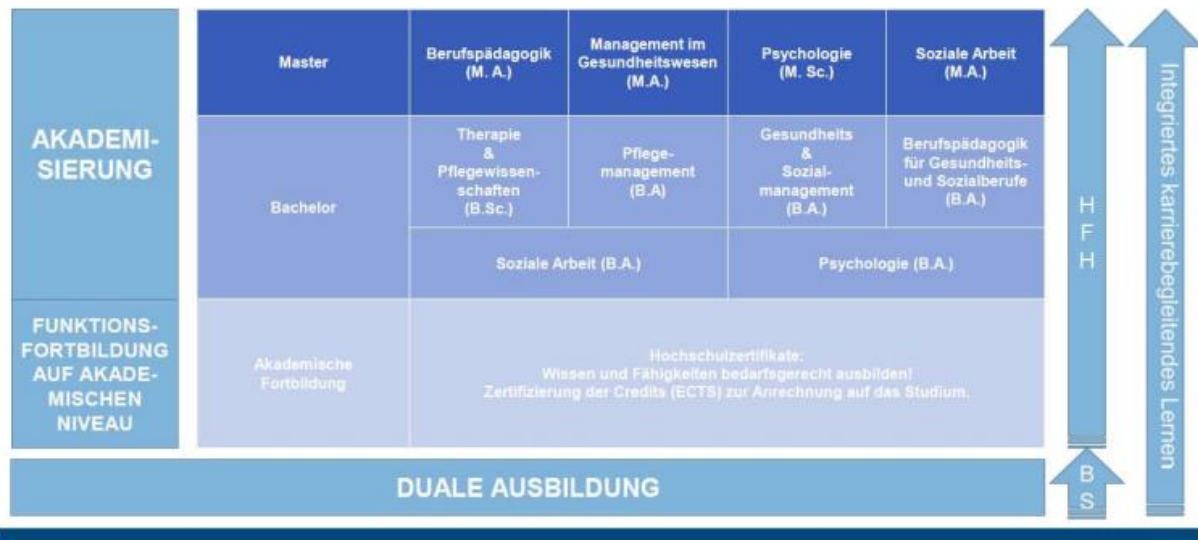 AKADEMI-
SIERUNG
Master
Berufspädagogik
(M. A.)
Management im
Gesundheitswesen
(M.A.)
Psychologie
(M. Sc.)
Soziale Arbeit
(M.A.)
Bachelor
Therapie
&
Pflegewissen-
schaften
(B.Sc.)
Pflege-
management
(B.A)
Gesundheits
&
Sozial-
management
(B.A.)
Berufspädagogik
für Gesundheits-
und Sozialberufe
(B.A.)
Soziale Arbeit (B.A.)
Psychologie (B.A.)
FUNKTIONS-
FORTBILDUNG
AUF AKADE-
MISCHEN
NIVEAU
Akademische
Fortbildung
Hochschulzertifikate:
Wissen und Fähigkeiten bedarfsgerecht ausbilden!
Zertifizierung der Credits (ECTS) zur Anrechnung auf das Studium.
DUALE AUSBILDUNG
H
F
H
B
S
Integriertes karrierebegleitendes Lernen